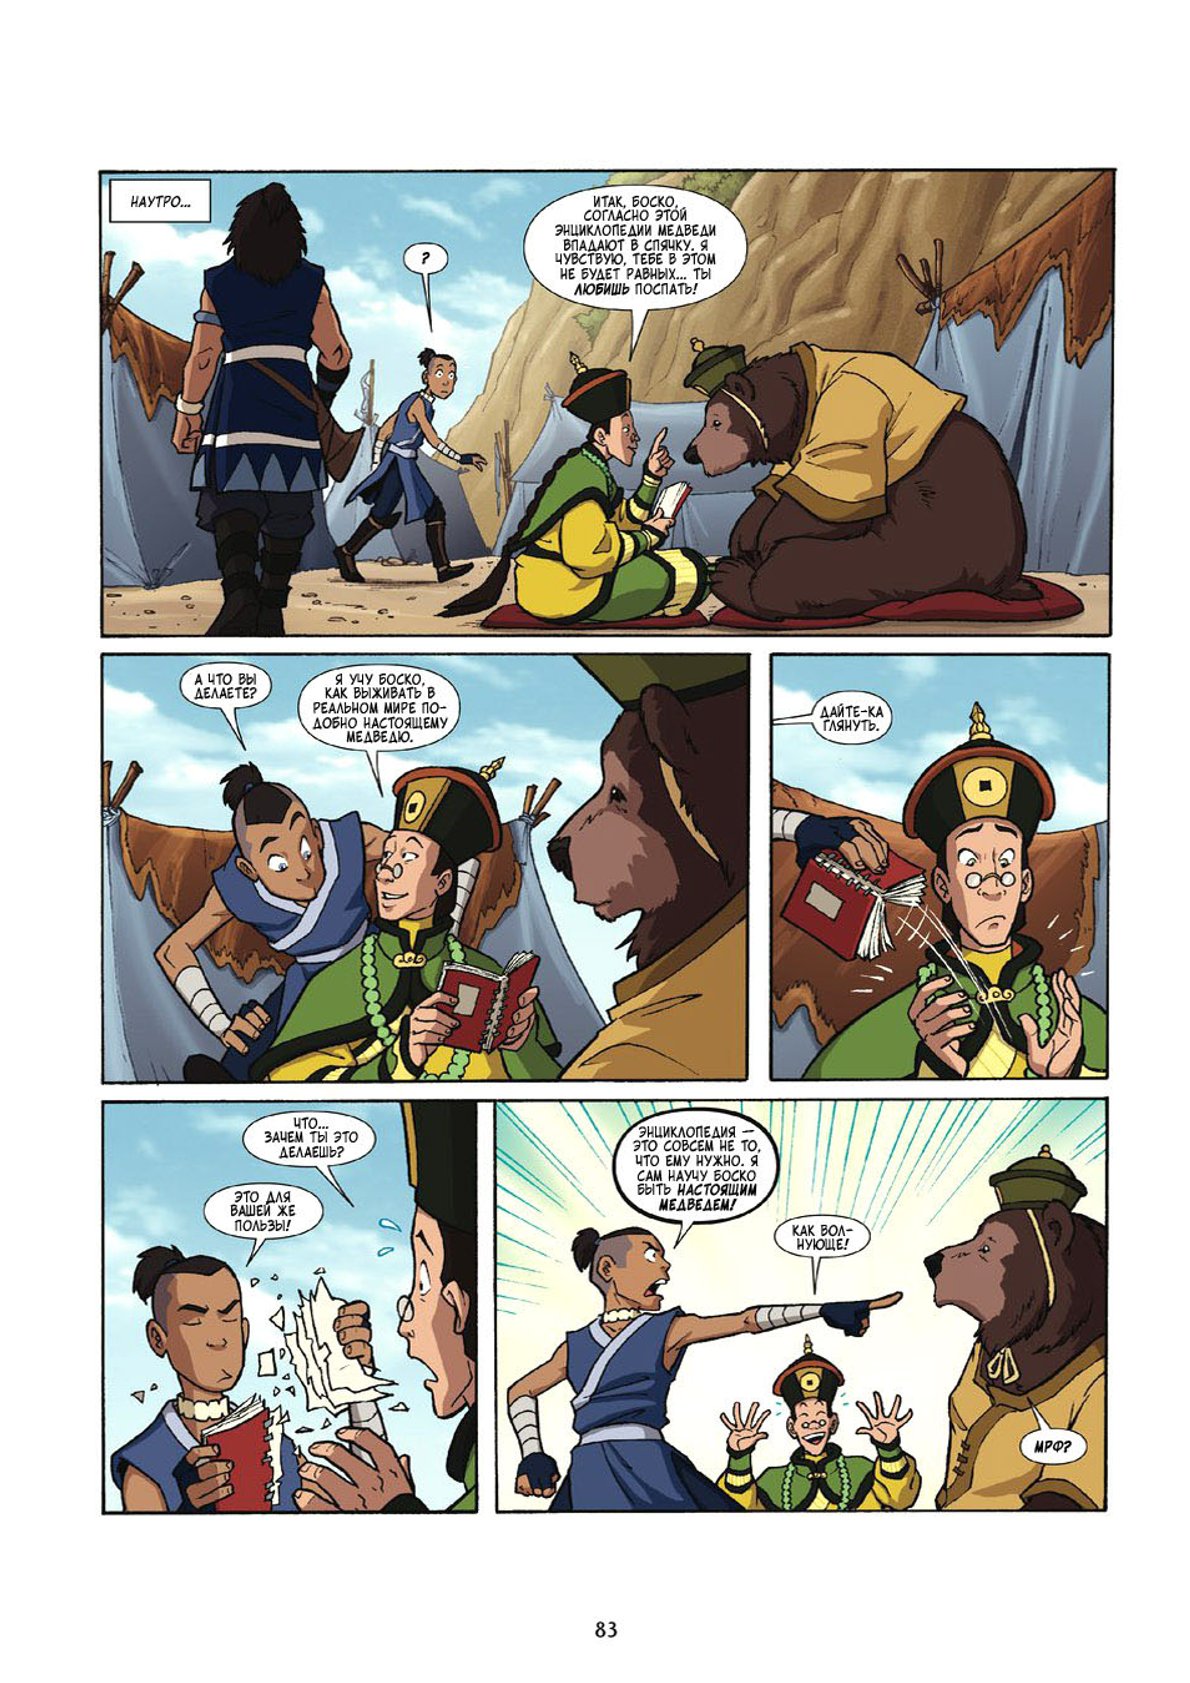 НАУТРО...
?
ИТАК, БОСКО,
СОГЛАСНО ЭТОЙ
ЭНЦИКЛОПЕДИИ МЕДВЕДИ
ВПАДАЮТ В СПЯЧКУ. Я
ЧУВСТВУЮ, ТЕБЕ В ЭТОМ
НЕ БУДЕТ РАВНЫХ... ТЫ
ЛЮБИШЬ ПОСПАТЬ!
А ЧТО ВЫ
ДЕЛАЕТЕ?
Я УЧУ БОСКО,
КАК ВЫЖИВАТЬ В
РЕАЛЬНОМ МИРЕ ПО-
ДОБНО НАСТОЯЩЕМУ
МЕДВЕДЮ.
ДАЙТЕ-КА
ГЛЯНУТЬ.
ЧТО...
ЗАЧЕМ ТЫ ЭТО
ДЕЛАЕШЬ?
ЭТО ДЛЯ
ВАШЕЙ ЖЕ
ПОЛЬЗЫ!
ЭНЦИКЛОПЕДИЯ —
ЭТО СОВСЕМ НЕ ТО,
ЧТО ЕМУ НУЖНО. Я
САМ НАУЧУ БОСКО
БЫТЬ НАСТОЯЩИМ
МЕДВЕДЕМ!
КАК ВОЛ-
НУЮЩЕ!
МРФ?
83